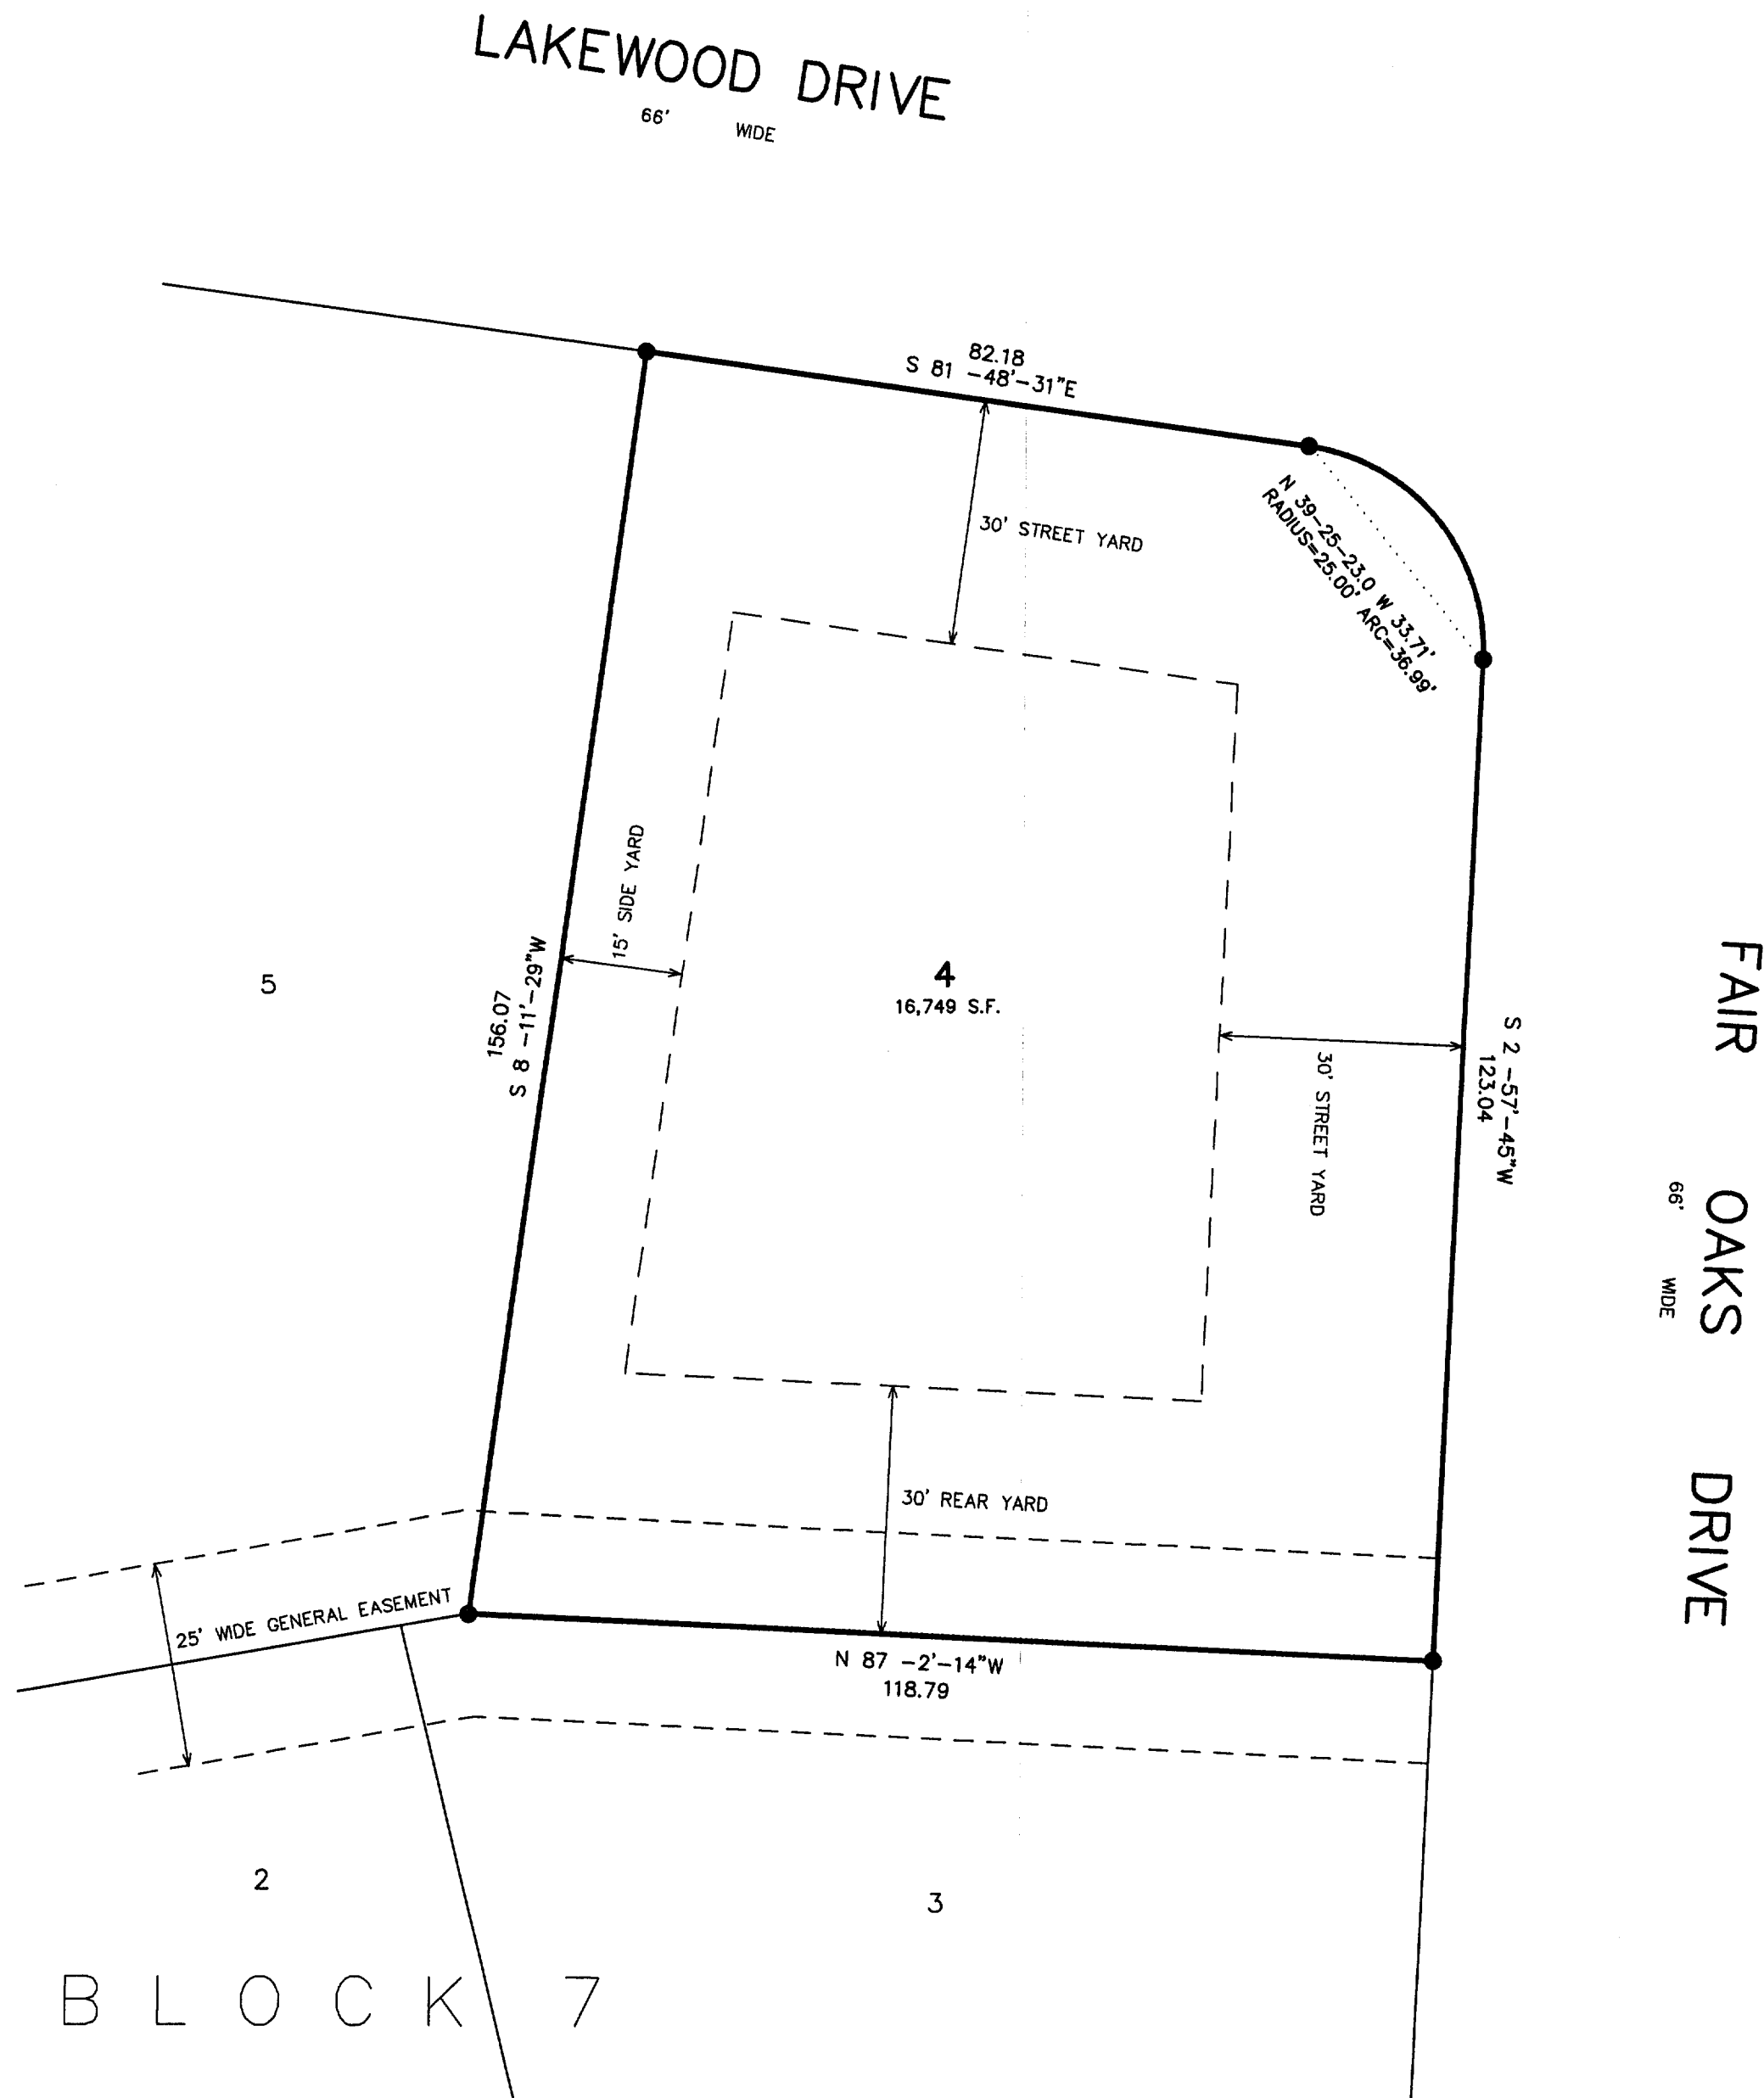 LAKEWOOD DRIVE
66' WIDE
82.18
S 81 -48'-31"E
N 39-25-23.0 W 33.71'
RADIUS=25.00' ARC=36.99'
30' STREET YARD
15' SIDE YARD
156.07
S 8 -11'-29"W
5
4
16,749 S.F.
30' STREET YARD
S 2 -57'-45"W
123.04
FAIR OAKS DRIVE
66' WIDE
30' REAR YARD
25' WIDE GENERAL EASEMENT
N 87 -2'-14"W
118.79
2
3
BLOCK 7